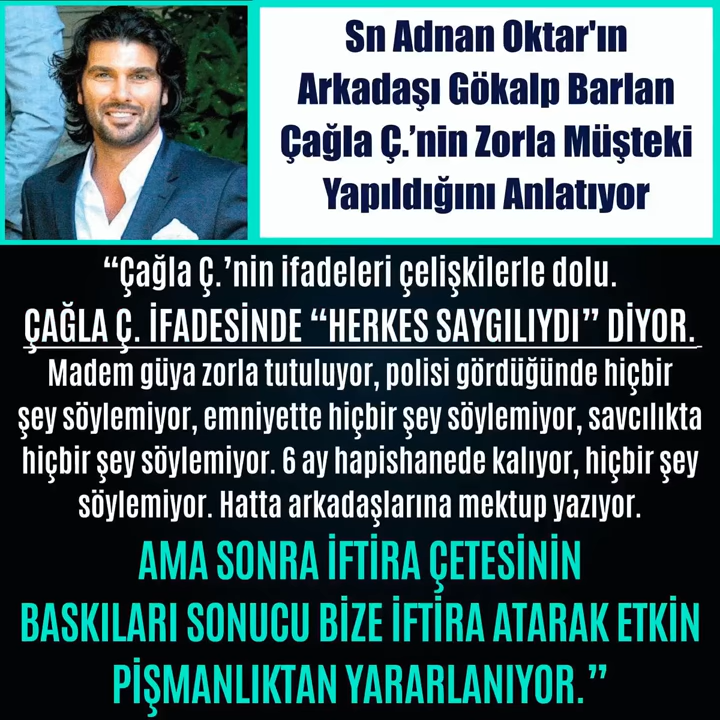 Sn Adnan Oktar'ın
Arkadaşı Gökalp Barlan
Çağla Ç.’nin Zorla Müşteki
Yapıldığını Anlatıyor
“Çağla Ç.’nin ifadeleri çelişkilerle dolu.
ÇAĞLA Ç. İFADESİNDE “HERKES SAYGILIYDI” DİYOR.
Madem güya zorla tutuluyor, polisi gördüğünde hiçbir
şey söylemiyor, emniyette hiçbir şey söylemiyor, savcılıkta
hiçbir şey söylemiyor. 6 ay hapishanede kalıyor, hiçbir şey
söylemiyor. Hatta arkadaşlarına mektup yazıyor.
AMA SONRA İFTİRA ÇETESİNİN
BASKILARI SONUCU BİZE İFTİRA ATARAK ETKİN
PİŞMANLIKTAN YARARLANIYOR.”